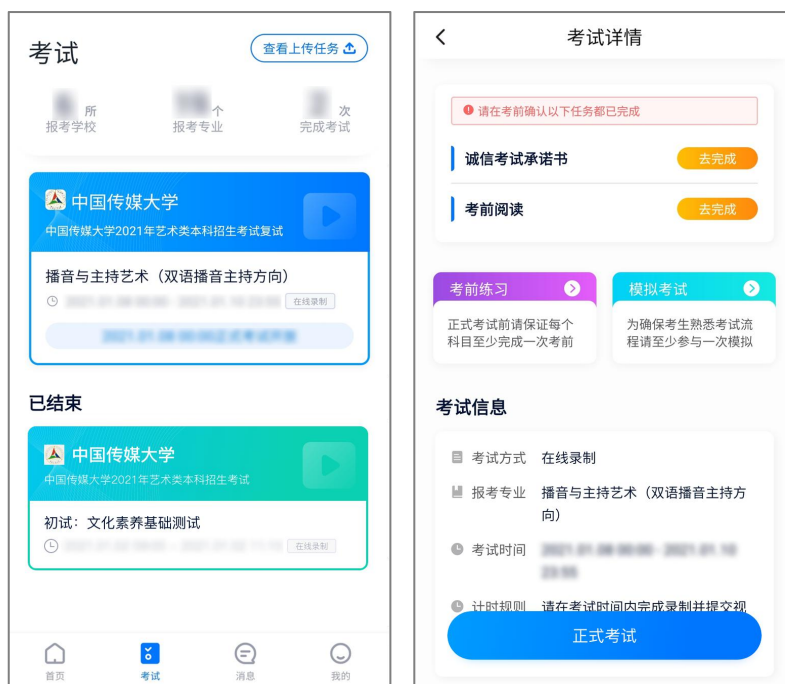 考试
查看上传任务
所
个
次
报考学校
报考专业
完成考试
中国传媒大学
中国传媒大学2021年艺术类本科招生考试复试
播音与主持艺术（双语播音主持方向）
在线录制
已结束
中国传媒大学
中国传媒大学2021年艺术类本科招生考试
初试：文化素养基础测试
在线录制
首页
考试
消息
我的
考试详情
请在考前确认以下任务都已完成
诚信考试承诺书
去完成
考前阅读
去完成
考前练习
正式考试前请保证每个
科目至少完成一次考前
模拟考试
为确保考生熟悉考试流
程请至少参与一次模拟
考试信息
考试方式 在线录制
报考专业 播音与主持艺术（双语播音主持方
向）
考试时间
计时规则 请在考试时间内完成录制并提交视
正式考试